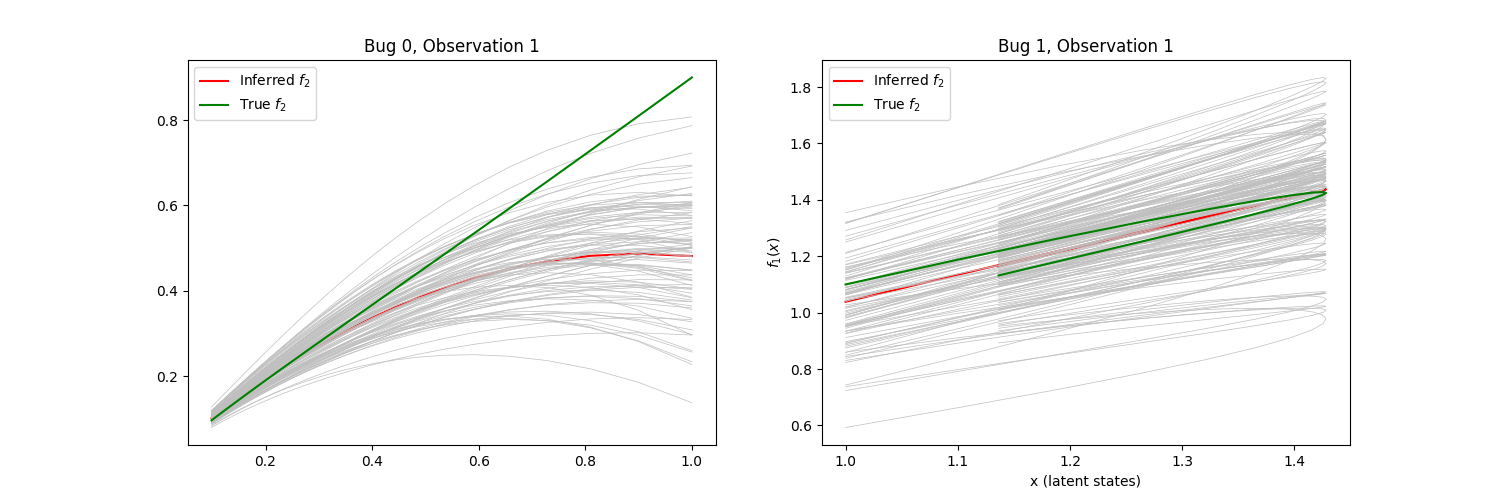 Bug 0, Observation 1
Inferred f₂
True f₂
0.8
0.6
0.4
0.2
0.2 0.4 0.6 0.8 1.0
Bug 1, Observation 1
Inferred f₂
True f₂
1.8
1.6
1.4
1.2
1.0
0.8
0.6
f₁(x)
1.0 1.1 1.2 1.3 1.4
x (latent states)